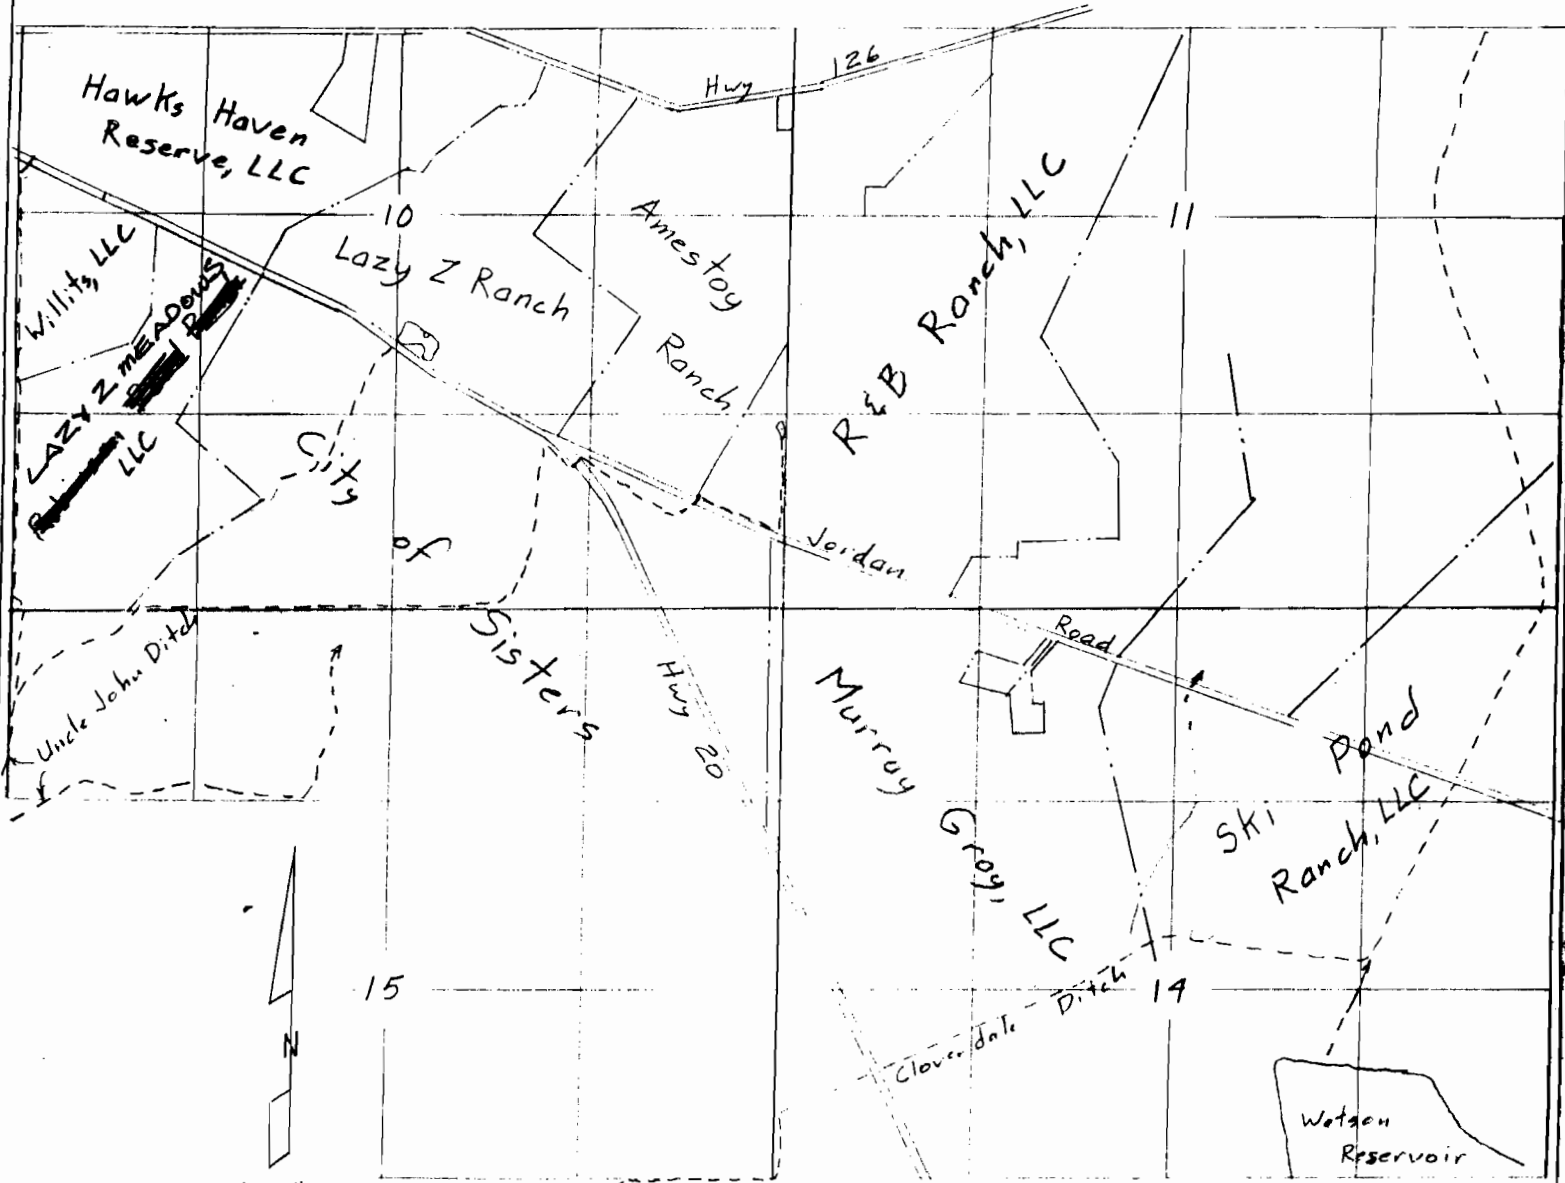 Hwy 126
Hawks Haven
Reserve, LLC
10
11
Willits, LLC
LAZY Z MEADOWS
LLC
Lazy Z Ranch
Amestoy
Ranch
R&B Ranch, LLC
City
of
Sisters
Jordan
Road
Hwy 20
Uncle John Ditch
Murray
Groy, LLC
Ski Pond
Ranch, LLC
15
14
Cloverdale Ditch
N
Watson
Reservoir